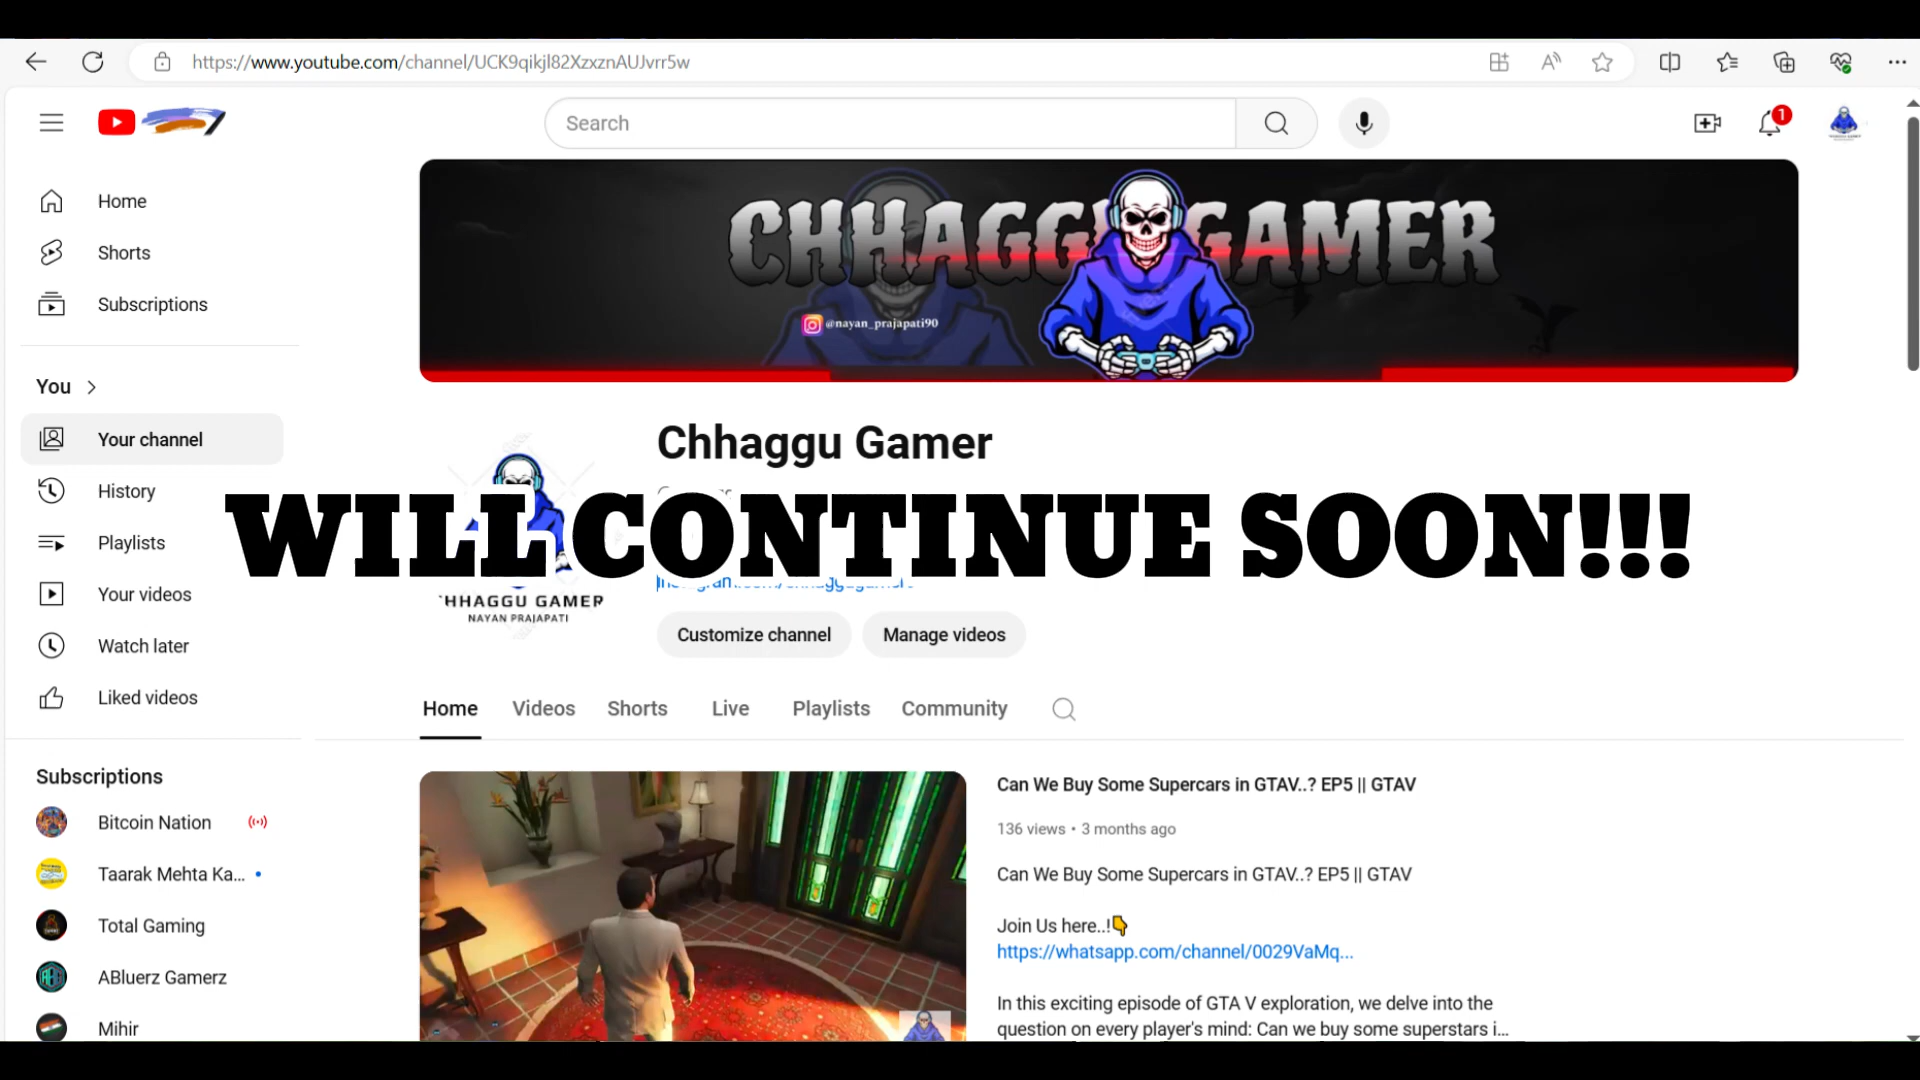 https://www.youtube.com/channel/UCK9qikjl82XzxznAUJvrr5w
Search
1
Home
Shorts
Subscriptions
You
Your channel
History
Playlists
Your videos
Watch later
Liked videos
Subscriptions
Bitcoin Nation
Taarak Mehta Ka...
Total Gaming
ABluerz Gamerz
Mihir
CHHAGGU GAMER
@nayan_prajapati90
Chhaggu Gamer
WILL CONTINUE SOON!!!
HHAGGU GAMER
NAYAN PRAJAPATI
Customize channel
Manage videos
Home Videos Shorts Live Playlists Community
Can We Buy Some Supercars in GTAV..? EP5 || GTAV
136 views • 3 months ago
Can We Buy Some Supercars in GTAV..? EP5 || GTAV
Join Us here..!👇
https://whatsapp.com/channel/0029VaMq...
In this exciting episode of GTA V exploration, we delve into the
question on every player's mind: Can we buy some superstars i...